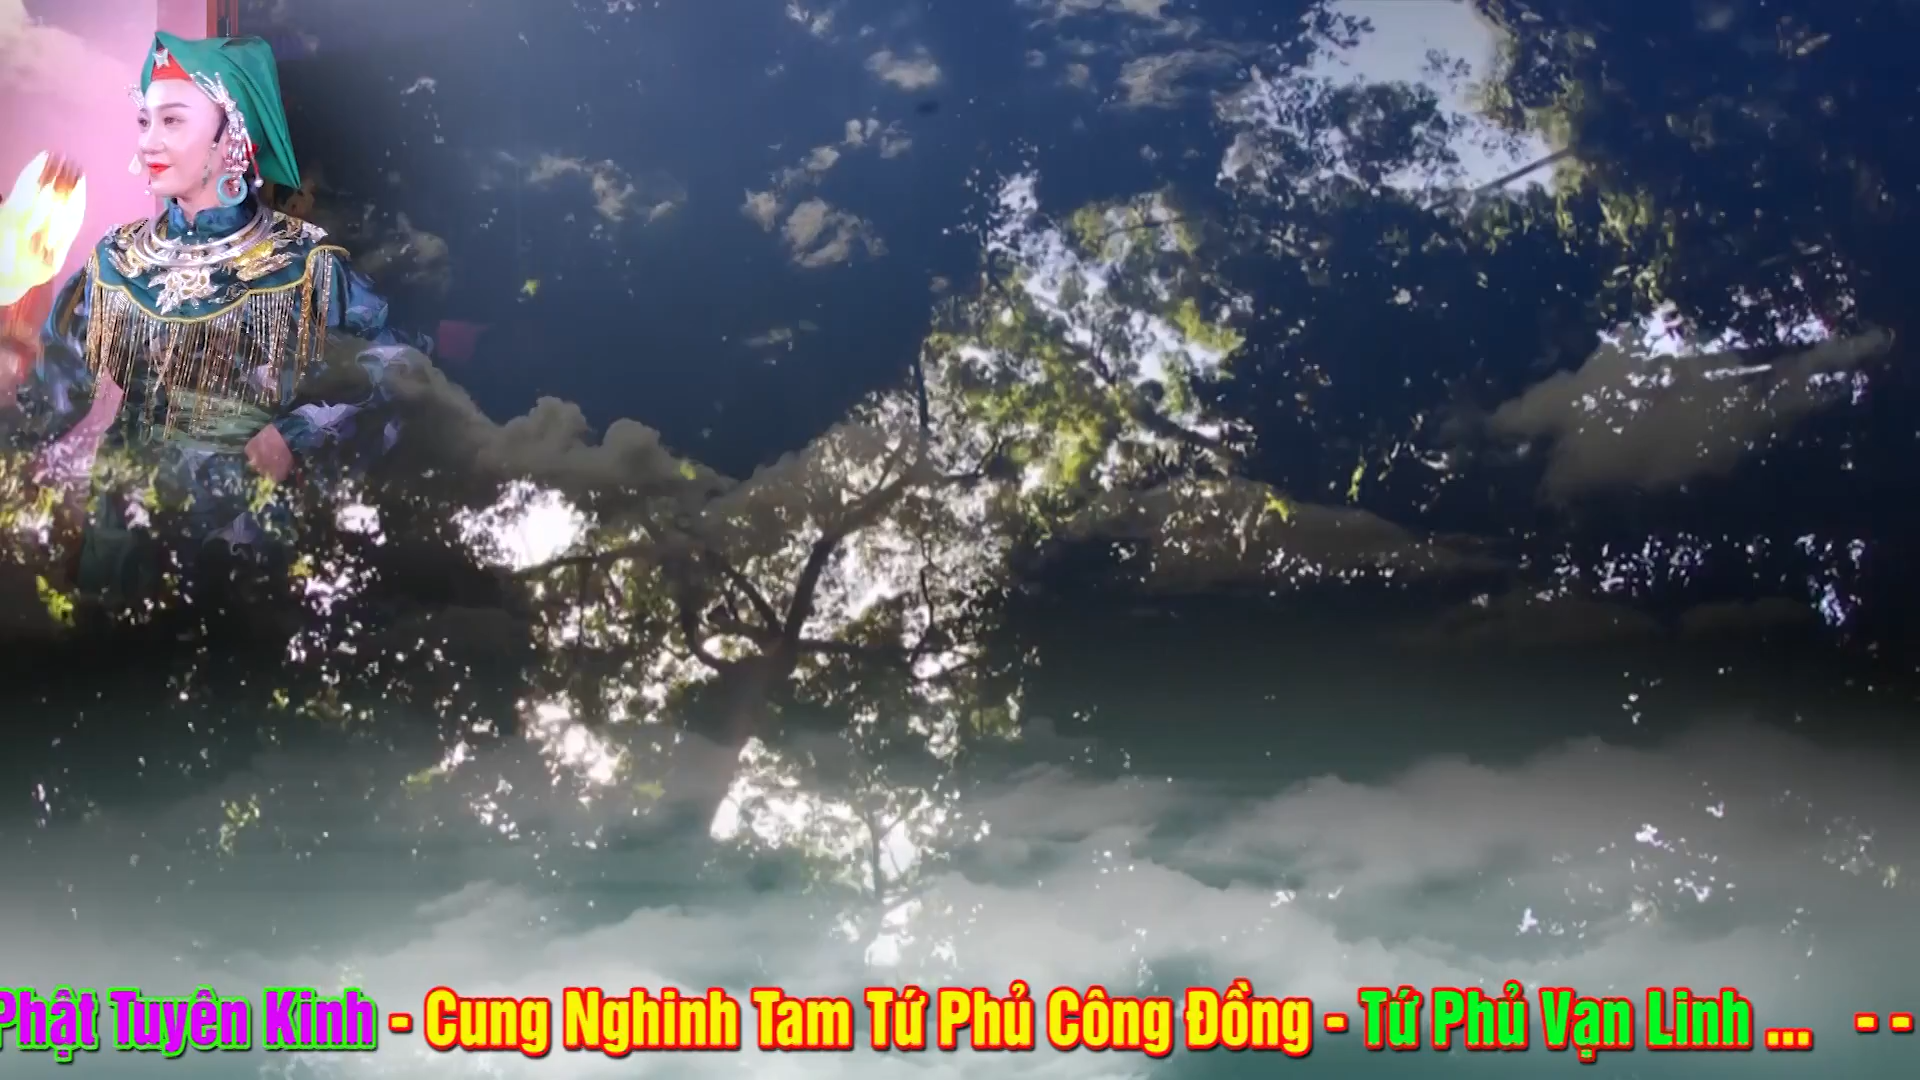 Phật Tuyên Kinh - Cung Nghinh Tam Tứ Phủ Công Đồng - Tứ Phủ Vạn Linh ... - -